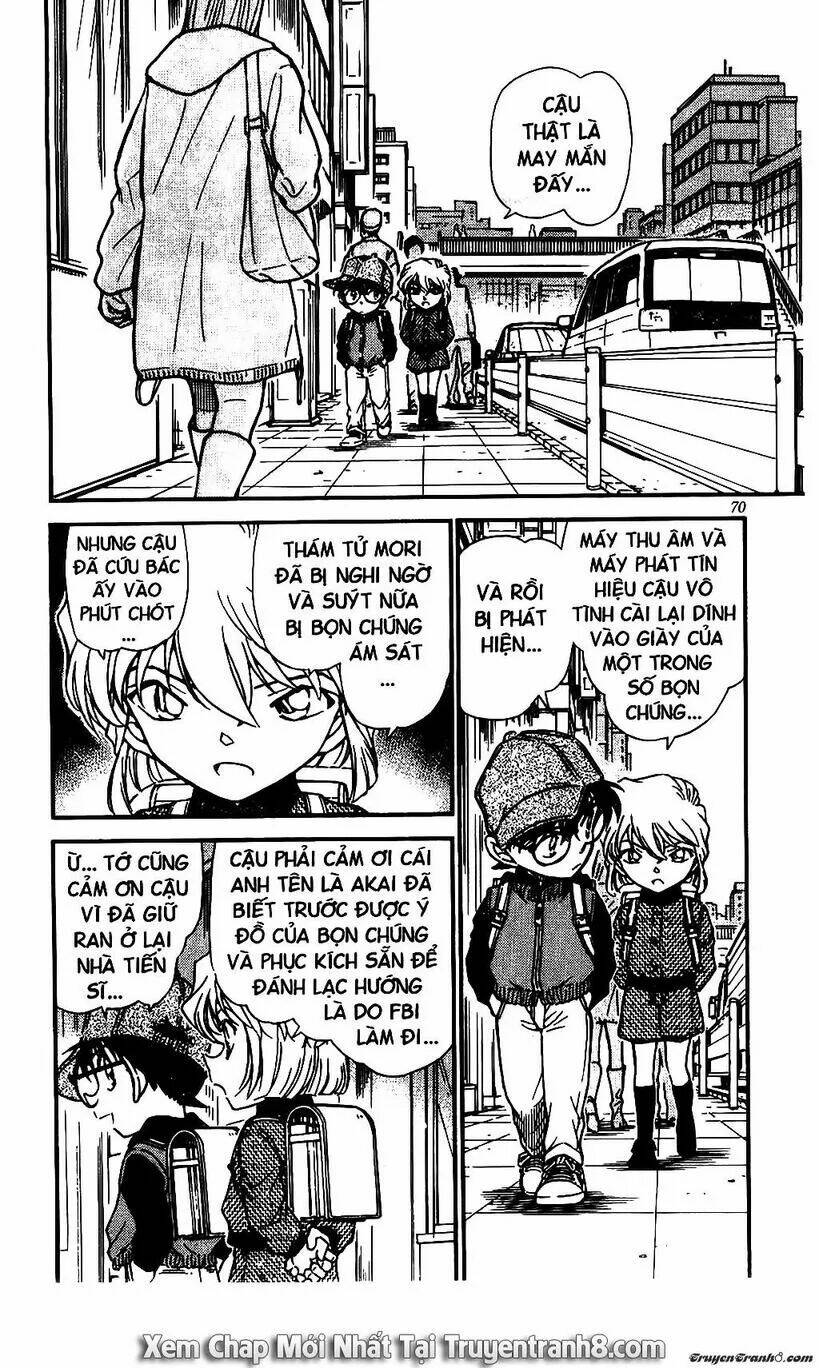 CẬU
THẬT LÀ
MAY MẮN
ĐẤY...
70
MÁY THU ÂM VÀ
MÁY PHÁT TÍN
HIỆU CẬU VÔ
TÌNH CÀI LẠI DÍNH
VÀO GIÀY CỦA
MỘT TRONG
SỐ BỌN
CHÚNG...
VÀ RỒI
BỊ PHÁT
HIỆN...
THÁM TỬ MORI
ĐÃ BỊ NGHI NGỜ
VÀ SUÝT NỮA
BỊ BỌN CHÚNG
ÁM SÁT
...
NHƯNG CẬU
ĐÃ CỨU BÁC
ẤY VÀO
PHÚT CHÓT
...
CẬU PHẢI CẢM ƠI CÁI
ANH TÊN LÀ AKAI ĐÃ
BIẾT TRƯỚC ĐƯỢC Ý
ĐỒ CỦA BỌN CHÚNG
VÀ PHỤC KÍCH SẴN ĐỂ
ĐÁNH LẠC HƯỚNG
LÀ DO FBI
LÀM ĐI...
Ừ... TỚ CŨNG
CẢM ƠN CẬU
VÌ ĐÃ GIỮ
RAN Ở LẠI
NHÀ TIẾN
SĨ...
Xem Chap Mới Nhất Tại Truyentranh8.com
TruyenTranh8.com